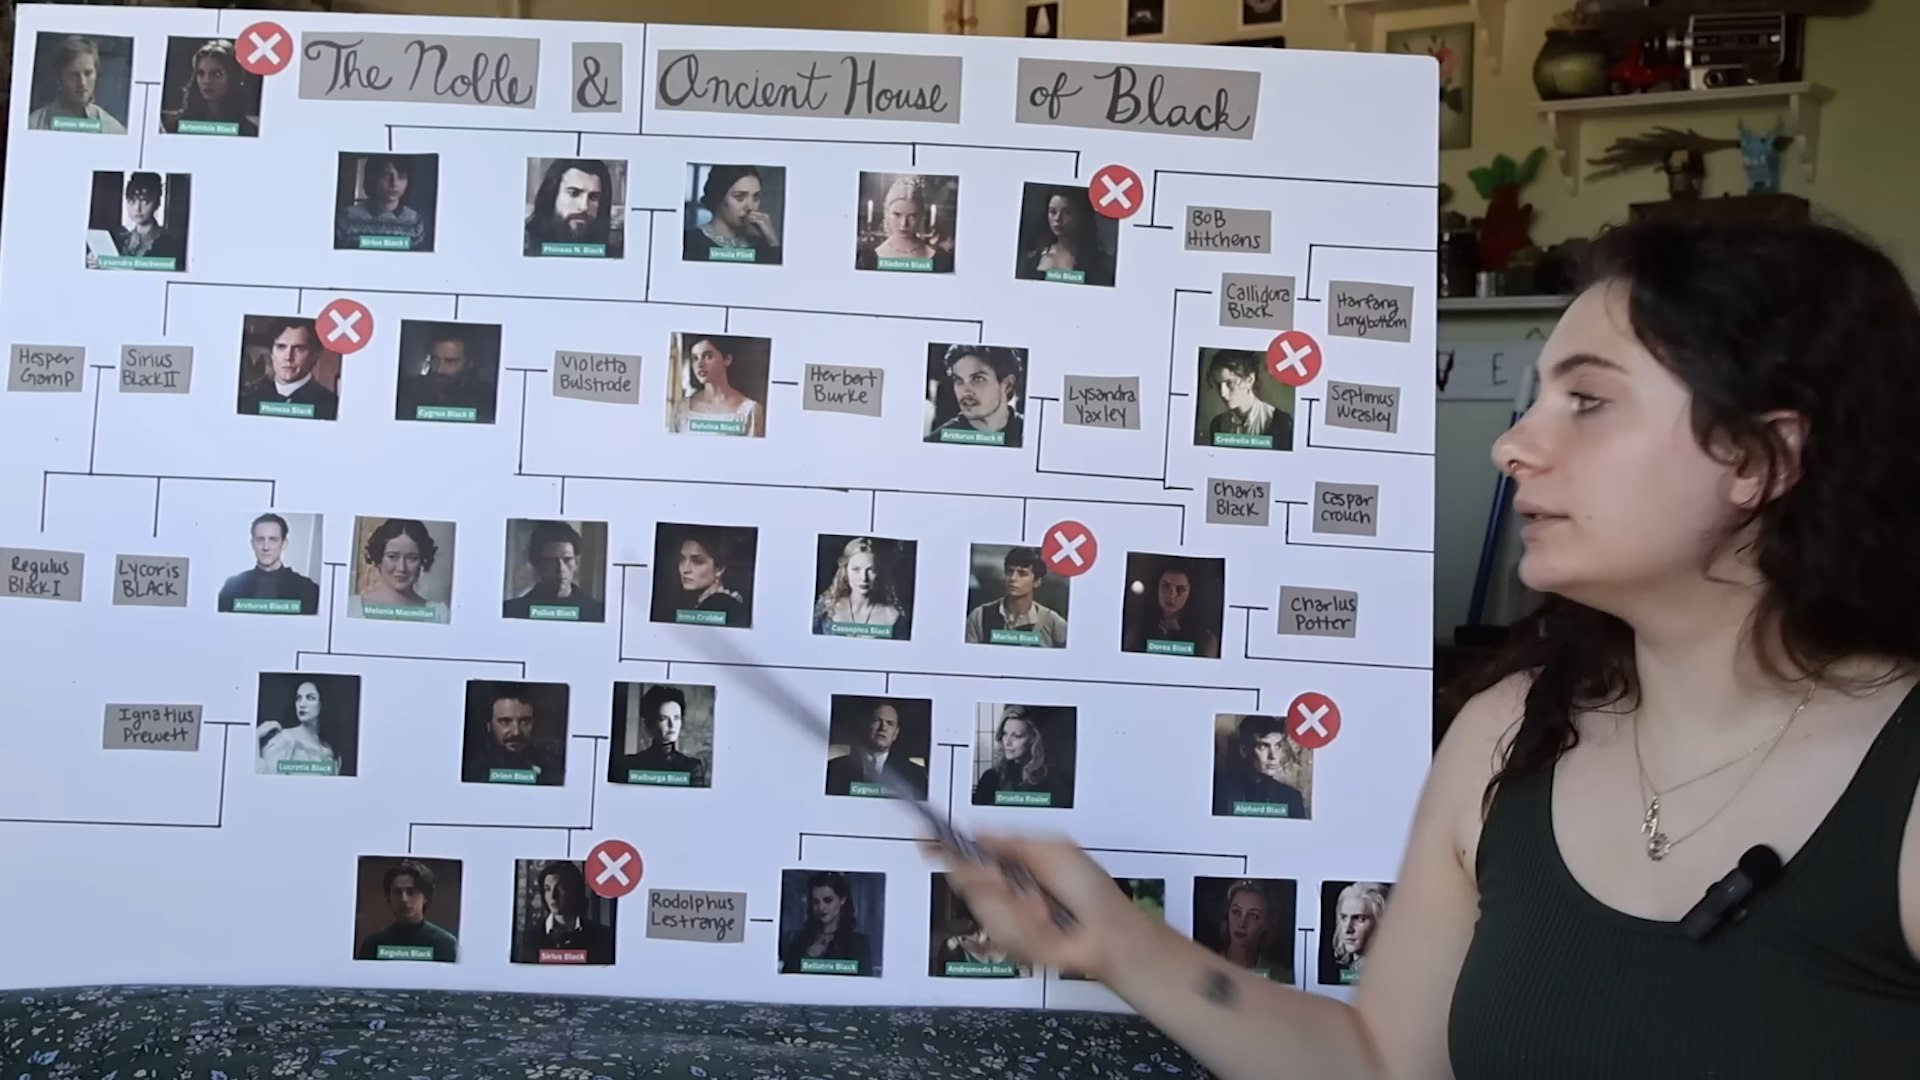 The Noble & Ancient House of Black
Artemisia Black
Lysandra Blackwood
Sirius Black I
Phineas N. Black
Ursula Flint
Elladora Black
Isla Black
BoB
Hitchens
Callidora
Black
Harfang
Longbottom
Hesper
Gamp
Sirius
Black II
Phineas Black
Cygnus Black II
Violetta
Bulstrode
Belvina Black
Herbert
Burke
Arcturus Black II
Lysandra
Yaxley
Cedrella Black
Septimus
Weasley
Charis
Black
Caspar
Crouch
Regulus
Black I
Lycoris
BLACK
Arcturus Black III
Melania Macmillan
Pollux Black
Irma Crabbe
Cassiopeia Black
Marius Black
Dorea Black
Charlus
Potter
Ignatius
Prewett
Lucretia Black
Orion Black
Walburga Black
Cygnus
Druella Rosier
Alphard Black
Regulus Black
Sirius Black
Rodolphus
Lestrange
Bellatrix Black
Andromeda Black